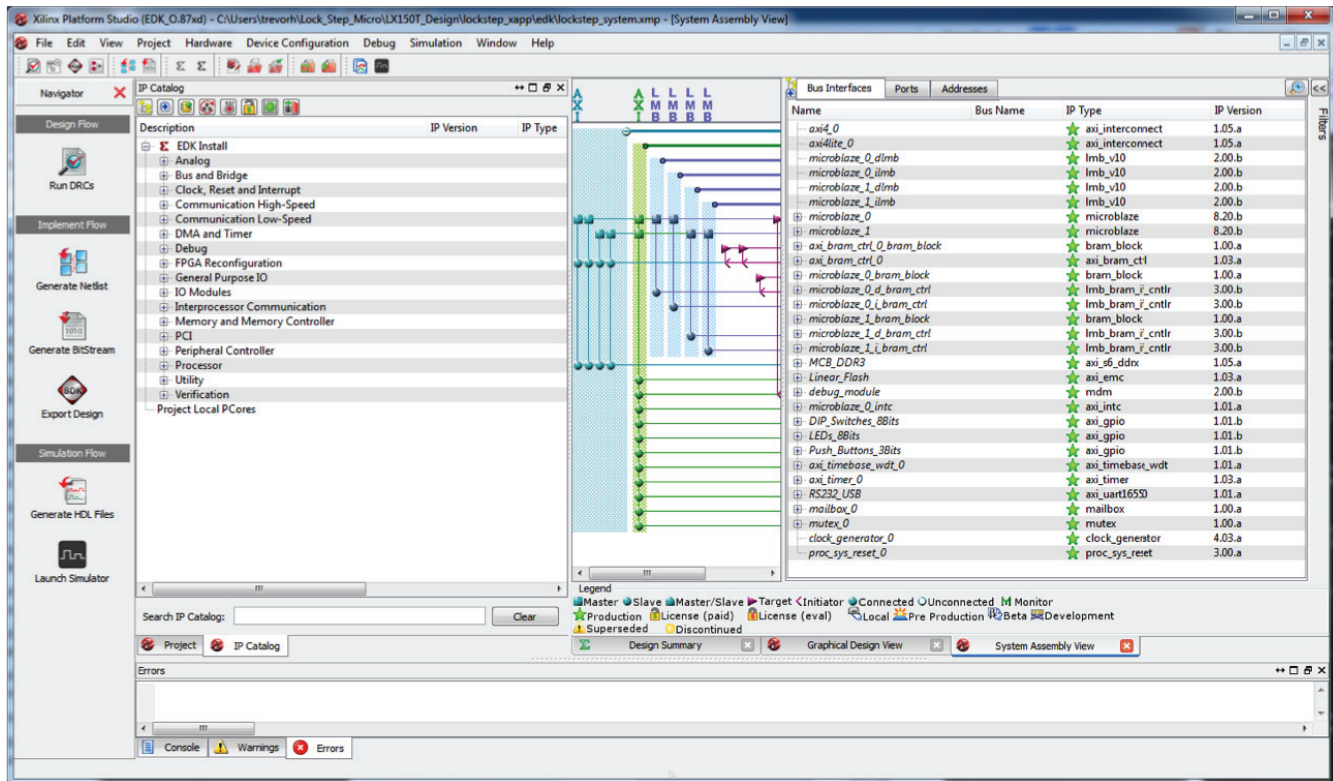 Xilinx Platform Studio (EDK_O.87xd) - C:\Users\trevorh\Lock_Step_Micro\LX150T_Design\lockstep_xapp\edk\lockstep_system.xmp - [System Assembly View]
File Edit View Project Hardware Device Configuration Debug Simulation Window Help
Navigator
Design Flow
Run DRCs
Implement Flow
Generate Netlist
1010
Generate BitStream
SDK
Export Design
Simulation Flow
Generate HDL Files
Launch Simulator
IP Catalog
Description IP Version IP Type
EDK Install
Analog
Bus and Bridge
Clock, Reset and Interrupt
Communication High-Speed
Communication Low-Speed
DMA and Timer
Debug
FPGA Reconfiguration
General Purpose IO
IO Modules
Interprocessor Communication
Memory and Memory Controller
PCI
Peripheral Controller
Processor
Utility
Verification
Project Local PCores
Search IP Catalog: Clear
Project IP Catalog
AXI AXI LMB LMB LMB LMB
Bus Interfaces Ports Addresses
Name Bus Name IP Type IP Version
axi4_0 axi_interconnect 1.05.a
axi4lite_0 axi_interconnect 1.05.a
microblaze_0_dlmb lmb_v10 2.00.b
microblaze_0_ilmb lmb_v10 2.00.b
microblaze_1_dlmb lmb_v10 2.00.b
microblaze_1_ilmb lmb_v10 2.00.b
microblaze_0 microblaze 8.20.b
microblaze_1 microblaze 8.20.b
axi_bram_ctrl_0_bram_block bram_block 1.00.a
axi_bram_ctrl_0 axi_bram_ctrl 1.03.a
microblaze_0_bram_block bram_block 1.00.a
microblaze_0_d_bram_ctrl lmb_bram_if_cntlr 3.00.b
microblaze_0_i_bram_ctrl lmb_bram_if_cntlr 3.00.b
microblaze_1_bram_block bram_block 1.00.a
microblaze_1_d_bram_ctrl lmb_bram_if_cntlr 3.00.b
microblaze_1_i_bram_ctrl lmb_bram_if_cntlr 3.00.b
MCB_DDR3 axi_s6_ddrx 1.05.a
Linear_Flash axi_emc 1.03.a
debug_module mdm 2.00.b
microblaze_0_intc axi_intc 1.01.a
DIP_Switches_8Bits axi_gpio 1.01.b
LEDs_8Bits axi_gpio 1.01.b
Push_Buttons_3Bits axi_gpio 1.01.b
axi_timebase_wdt_0 axi_timebase_wdt 1.01.a
axi_timer_0 axi_timer 1.03.a
RS232_USB axi_uart16550 1.01.a
mailbox_0 mailbox 1.00.a
mutex_0 mutex 1.00.a
clock_generator_0 clock_generator 4.03.a
proc_sys_reset_0 proc_sys_reset 3.00.a
Filters
Legend
Master Slave Master/Slave Target Initiator Connected Unconnected M Monitor
Production License (paid) License (eval) Local Pre Production Beta Development
Superseded Discontinued
Design Summary Graphical Design View System Assembly View
Errors
Console Warnings Errors